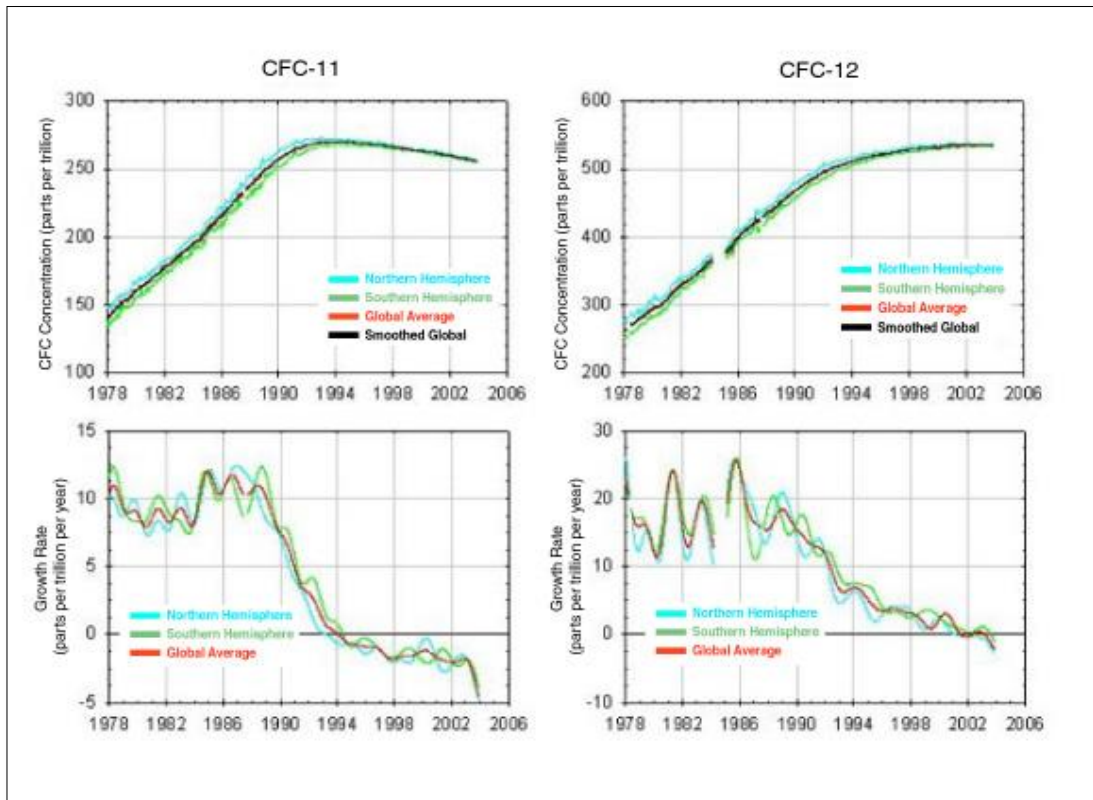 CFC-11
CFC Concentration (parts per trillion)
300
250
200
150
100
Northern Hemisphere
Southern Hemisphere
Global Average
Smoothed Global
1978 1982 1986 1990 1994 1998 2002 2006
CFC-12
CFC Concentration (parts per trillion)
600
500
400
300
200
Northern Hemisphere
Southern Hemisphere
Global Average
Smoothed Global
1978 1982 1986 1990 1994 1998 2002 2006
Growth Rate
(parts per trillion per year)
15
10
5
0
-5
Northern Hemisphere
Southern Hemisphere
Global Average
1978 1982 1986 1990 1994 1998 2002 2006
Growth Rate
(parts per trillion per year)
30
20
10
0
-10
Northern Hemisphere
Southern Hemisphere
Global Average
1978 1982 1986 1990 1994 1998 2002 2006